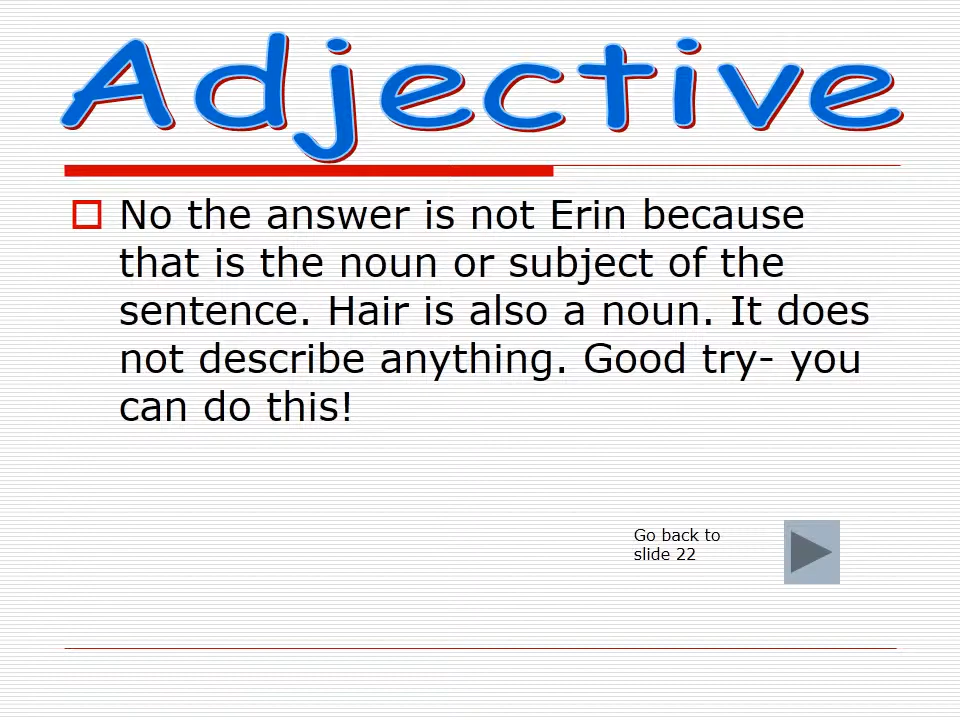 Adjective
No the answer is not Erin because
that is the noun or subject of the
sentence. Hair is also a noun. It does
not describe anything. Good try- you
can do this!
Go back to
slide 22